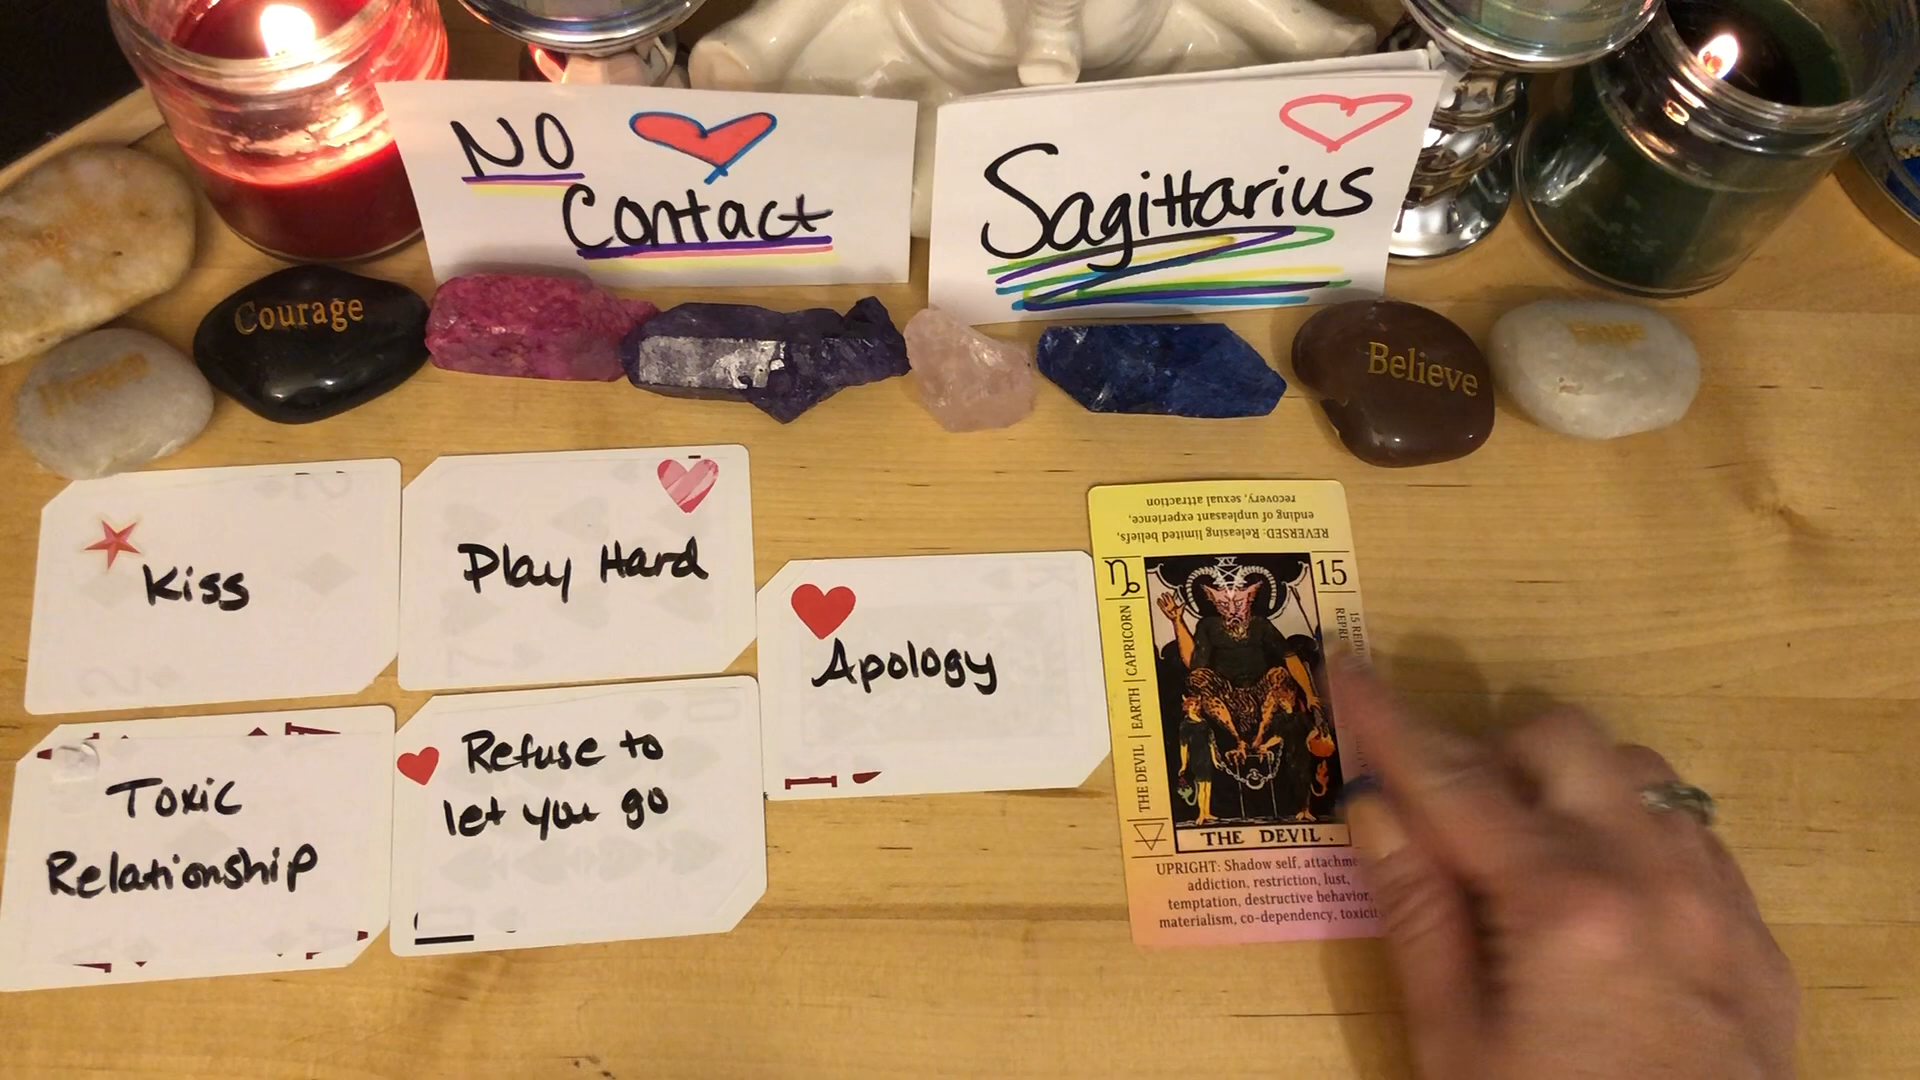 NO
Contact
Sagittarius
Courage
Believe
Kiss
Play Hard
Apology
Toxic
Relationship
Refuse to
let you go
REVERSED: Releasing limited beliefs,
ending of unpleasant experience,
recovery, sexual attraction
15
THE DEVIL | EARTH | CAPRICORN
XV
THE DEVIL.
UPRIGHT: Shadow self,
addiction, restriction, lust,
temptation, destructive behavior,
materialism, co-dependency,